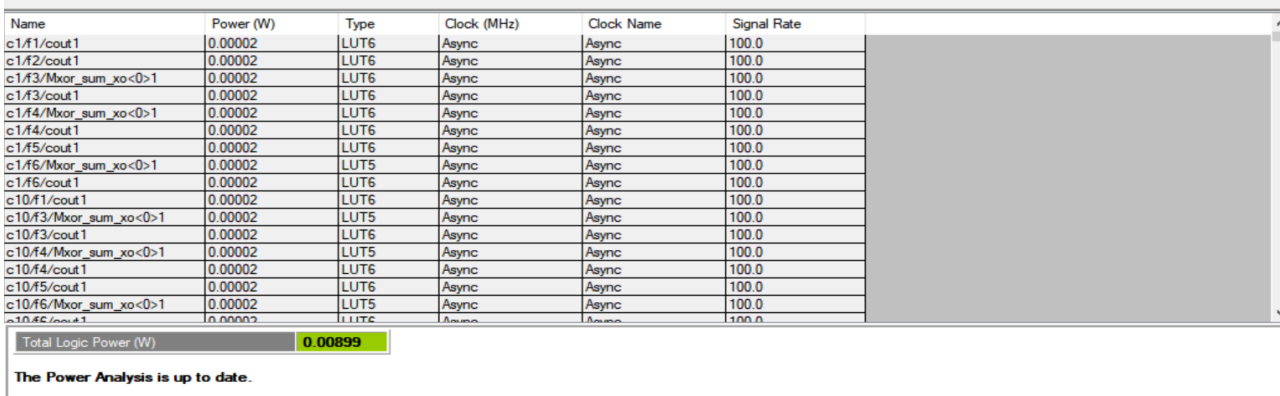 Name Power (W) Type Clock (MHz) Clock Name Signal Rate
c1/f1/cout1 0.00002 LUT6 Async Async 100.0
c1/f2/cout1 0.00002 LUT6 Async Async 100.0
c1/f3/Mxor_sum_xo<0>1 0.00002 LUT6 Async Async 100.0
c1/f3/cout1 0.00002 LUT6 Async Async 100.0
c1/f4/Mxor_sum_xo<0>1 0.00002 LUT6 Async Async 100.0
c1/f4/cout1 0.00002 LUT6 Async Async 100.0
c1/f5/cout1 0.00002 LUT6 Async Async 100.0
c1/f6/Mxor_sum_xo<0>1 0.00002 LUT5 Async Async 100.0
c1/f6/cout1 0.00002 LUT6 Async Async 100.0
c10/f1/cout1 0.00002 LUT6 Async Async 100.0
c10/f3/Mxor_sum_xo<0>1 0.00002 LUT5 Async Async 100.0
c10/f3/cout1 0.00002 LUT6 Async Async 100.0
c10/f4/Mxor_sum_xo<0>1 0.00002 LUT5 Async Async 100.0
c10/f4/cout1 0.00002 LUT6 Async Async 100.0
c10/f5/cout1 0.00002 LUT6 Async Async 100.0
c10/f6/Mxor_sum_xo<0>1 0.00002 LUT5 Async Async 100.0
c10/f6/cout1 0.00002 LUT6 Async Async 100.0
Total Logic Power (W) 0.00899
The Power Analysis is up to date.